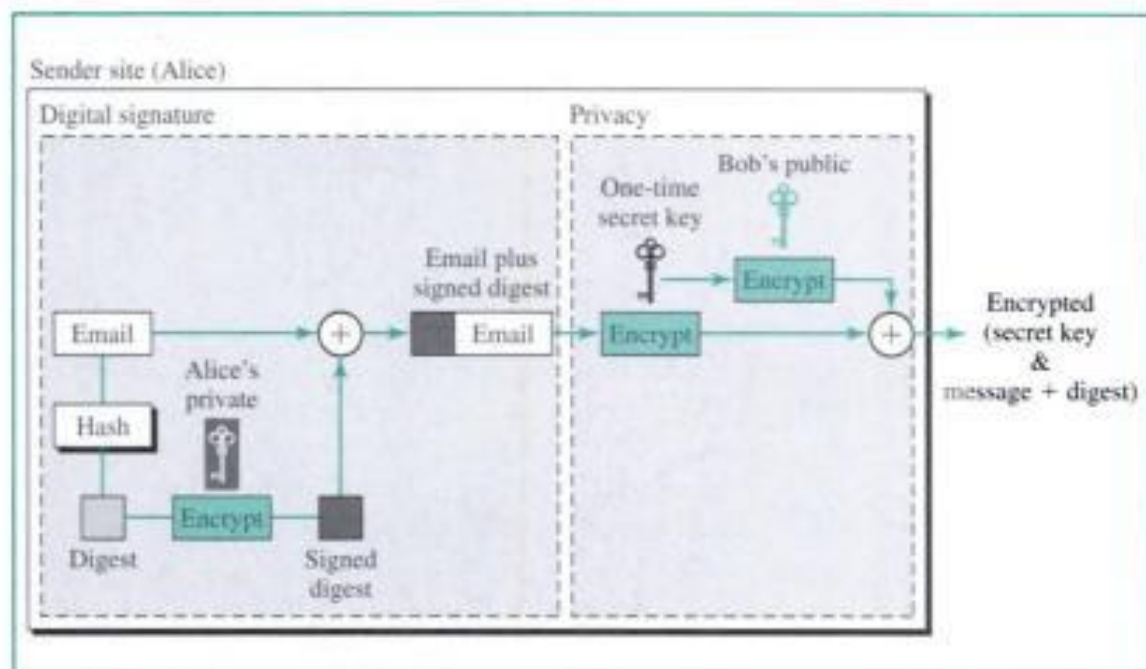 Sender site (Alice)
Digital signature
Privacy
Bob's public
One-time
secret key
Email plus
signed digest
Encrypt
Email
+
Email
Encrypt
+
Encrypted
(secret key
&
message + digest)
Alice's
private
Hash
Encrypt
Digest
Signed
digest